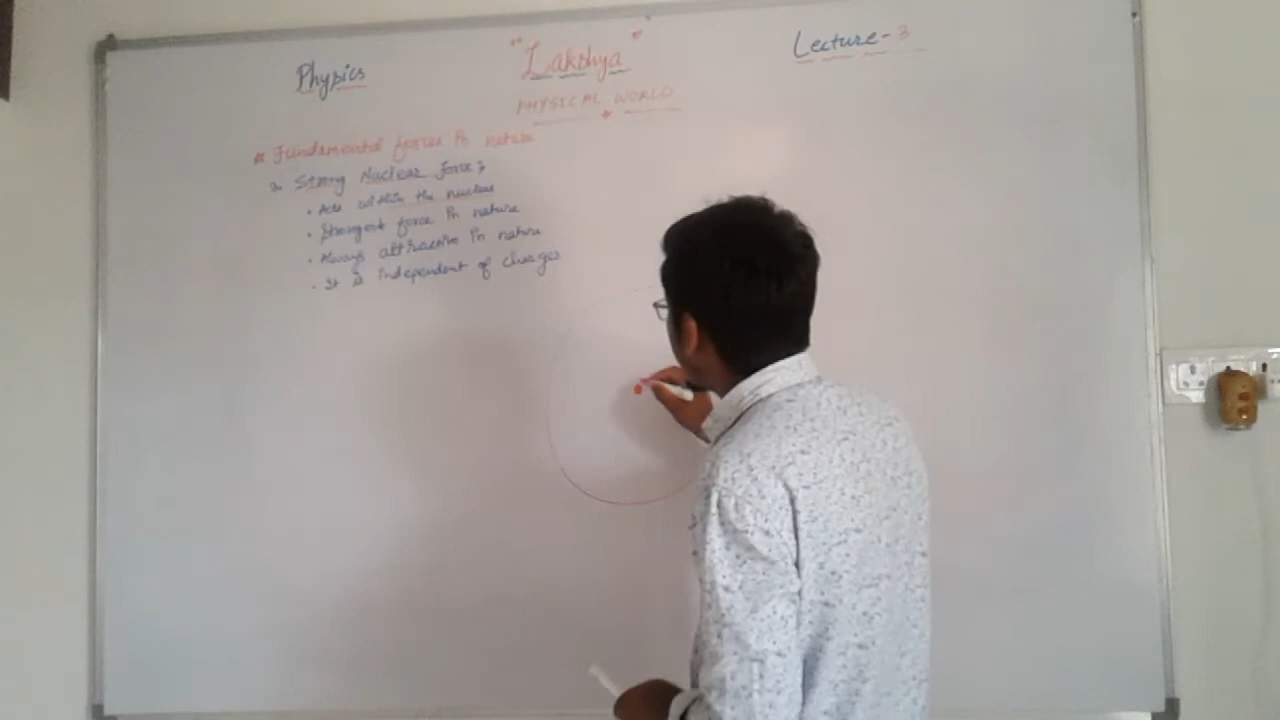 Physics
"Lakshya"
Lecture-3
PHYSICAL WORLD
* Fundamental forces in nature
Strong Nuclear force;
• Acts within the nucleus
• Strongest force in nature
• Always attractive in nature
• It is independent of charges